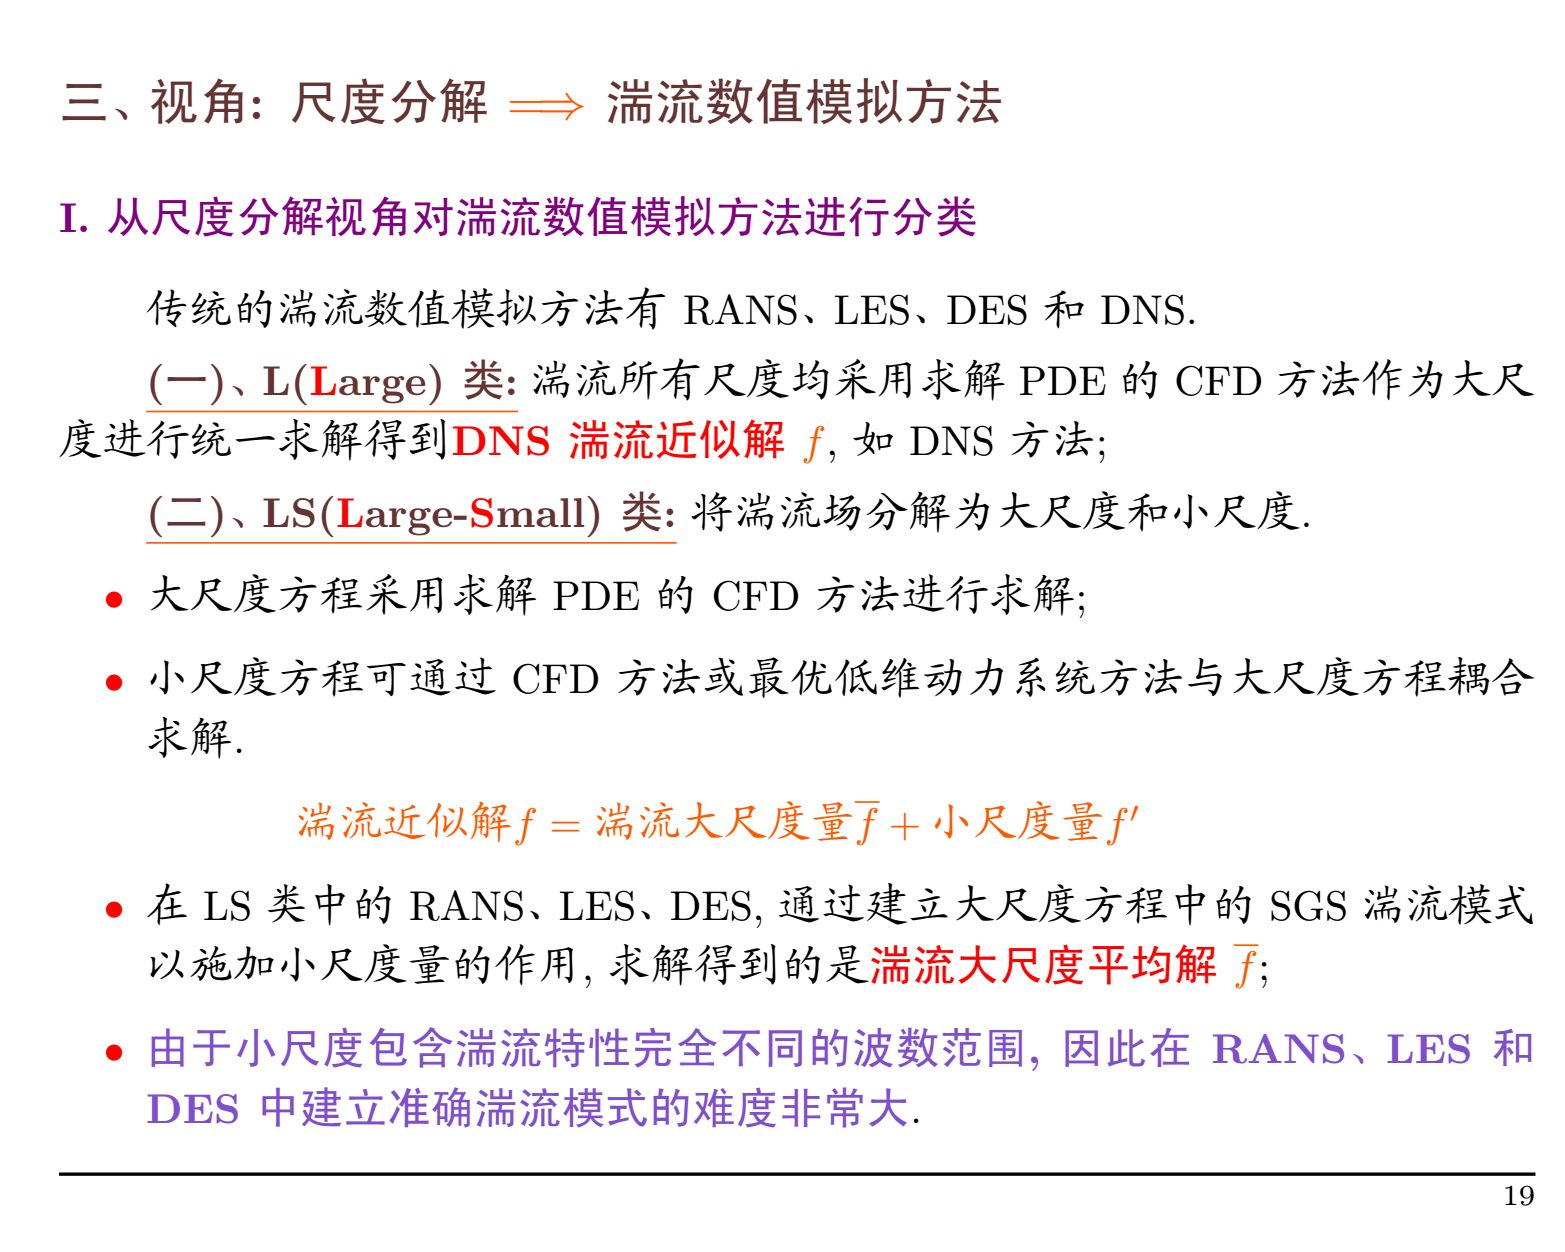 三、视角: 尺度分解 ⟹ 湍流数值模拟方法
I. 从尺度分解视角对湍流数值模拟方法进行分类
传统的湍流数值模拟方法有 RANS、LES、DES 和 DNS.
(一)、L(Large) 类: 湍流所有尺度均采用求解 PDE 的 CFD 方法作为大尺
度进行统一求解得到DNS 湍流近似解 f, 如 DNS 方法;
(二)、LS(Large-Small) 类: 将湍流场分解为大尺度和小尺度.
• 大尺度方程采用求解 PDE 的 CFD 方法进行求解;
• 小尺度方程可通过 CFD 方法或最优低维动力系统方法与大尺度方程耦合
求解.
湍流近似解f = 湍流大尺度量f̅ + 小尺度量f′
• 在 LS 类中的 RANS、LES、DES, 通过建立大尺度方程中的 SGS 湍流模式
以施加小尺度量的作用, 求解得到的是湍流大尺度平均解 f̅;
• 由于小尺度包含湍流特性完全不同的波数范围, 因此在 RANS、LES 和
DES 中建立准确湍流模式的难度非常大.
19